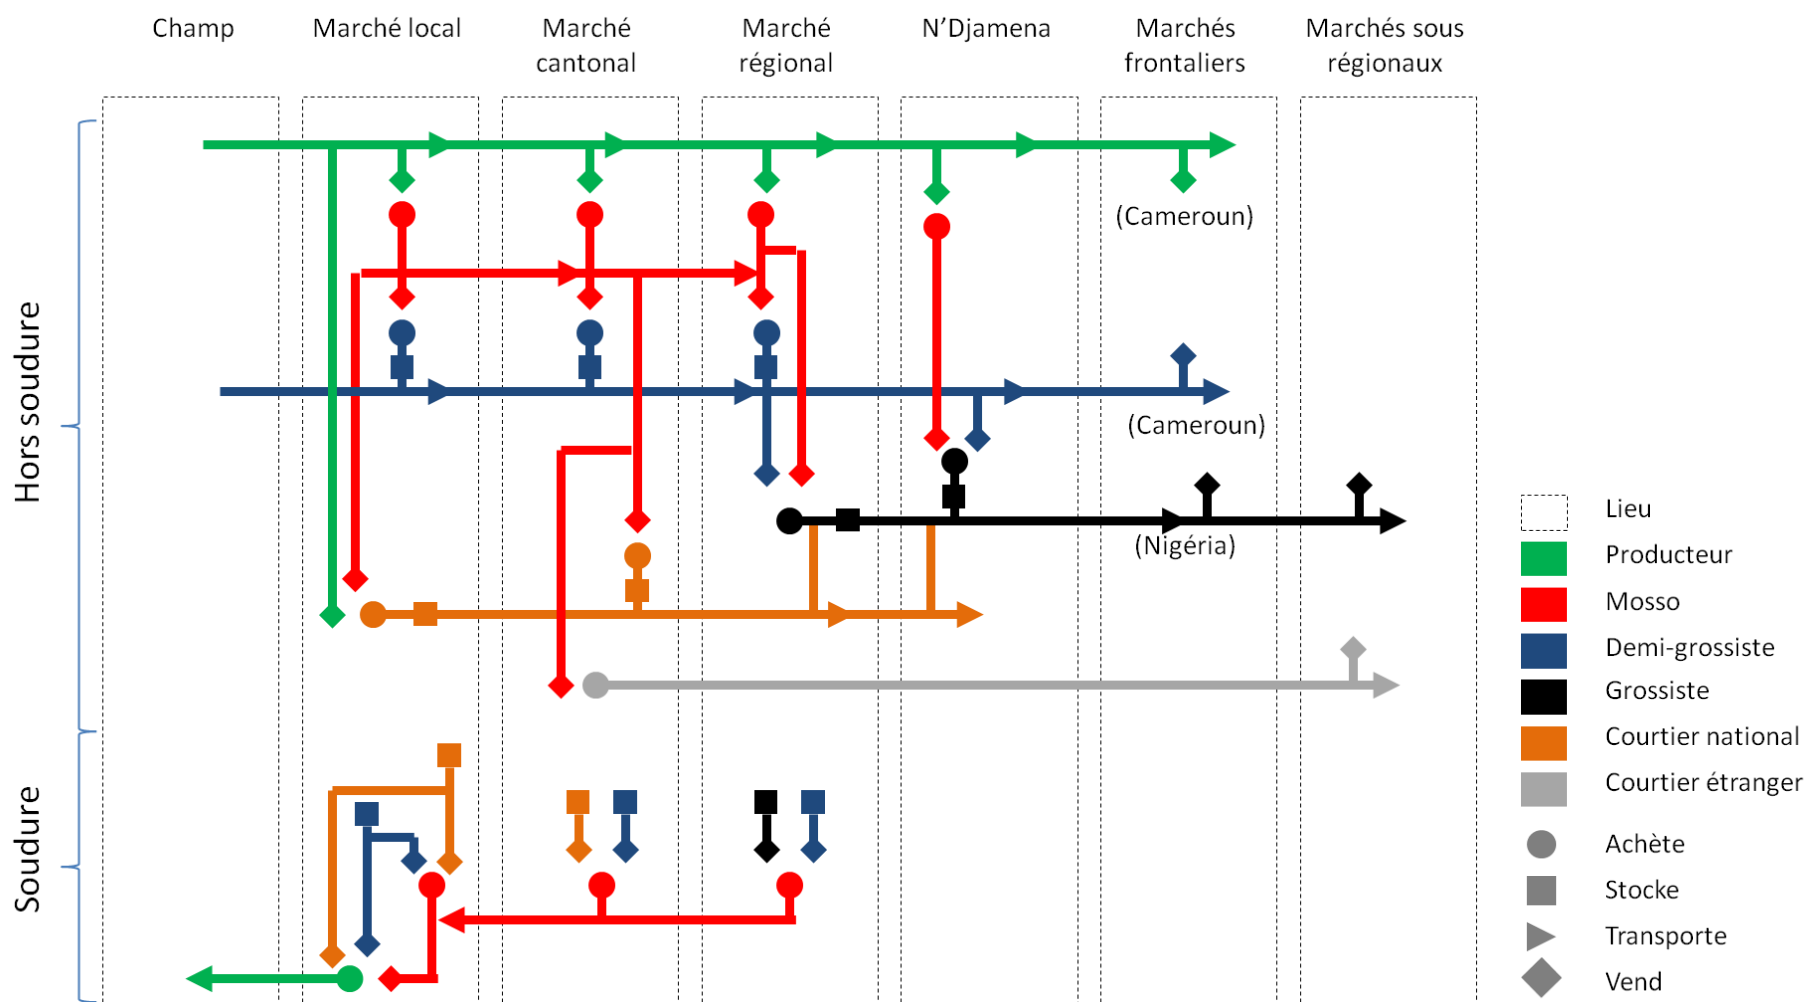 Champ
Marché local
Marché
cantonal
Marché
régional
N’Djamena
Marchés
frontaliers
Marchés sous
régionaux
Hors soudure
(Cameroun)
(Cameroun)
(Nigéria)
Soudure
Lieu
Producteur
Mosso
Demi-grossiste
Grossiste
Courtier national
Courtier étranger
Achète
Stocke
Transporte
Vend